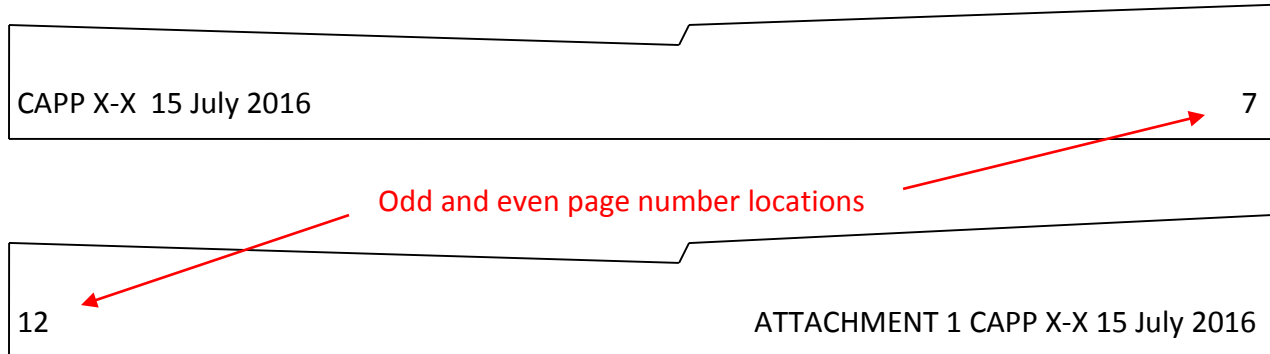 CAPP X-X  15 July 2016 7
Odd and even page number locations
12 ATTACHMENT 1 CAPP X-X 15 July 2016